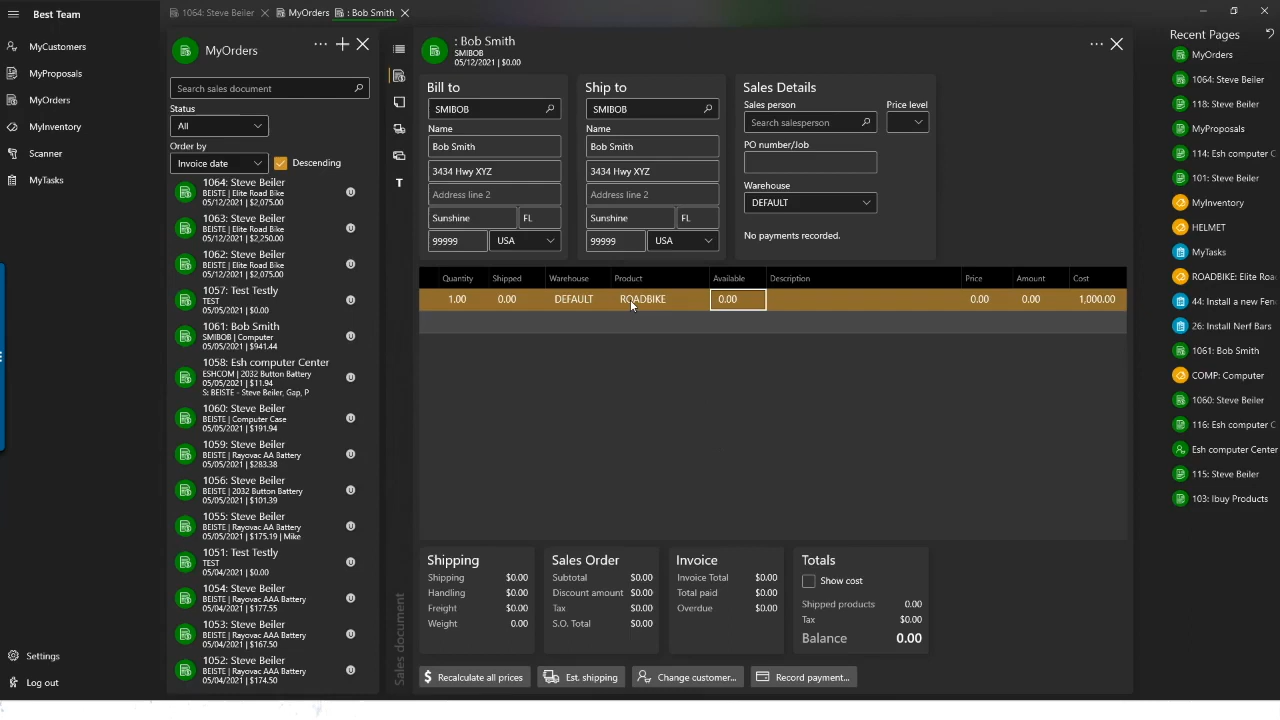 Best Team
1064: Steve Beiler
MyOrders
: Bob Smith
MyCustomers
MyProposals
MyOrders
MyInventory
Scanner
MyTasks
Settings
Log out
MyOrders
Search sales document
Status
All
Order by
Invoice date
Descending
1064: Steve Beiler
BEISTE | Elite Road Bike
05/12/2021 | $2,075.00
1063: Steve Beiler
BEISTE | Elite Road Bike
05/12/2021 | $2,250.00
1062: Steve Beiler
BEISTE | Elite Road Bike
05/12/2021 | $2,075.00
1057: Test Testly
TEST
05/05/2021 | $0.00
1061: Bob Smith
SMIBOB | Computer
05/05/2021 | $941.44
1058: Esh computer Center
ESHCOM | 2032 Button Battery
05/05/2021 | $11.94
S: BEISTE - Steve Beiler, Gap, P
1060: Steve Beiler
BEISTE | Computer Case
05/05/2021 | $191.94
1059: Steve Beiler
BEISTE | Rayovac AA Battery
05/05/2021 | $283.38
1056: Steve Beiler
BEISTE | 2032 Button Battery
05/05/2021 | $101.39
1055: Steve Beiler
BEISTE | Rayovac AA Battery
05/05/2021 | $175.19 | Mike
1051: Test Testly
TEST
05/04/2021 | $0.00
1054: Steve Beiler
BEISTE | Rayovac AAA Battery
05/04/2021 | $177.55
1053: Steve Beiler
BEISTE | Rayovac AAA Battery
05/04/2021 | $167.50
1052: Steve Beiler
BEISTE | Rayovac AAA Battery
05/04/2021 | $174.50
T
Sales document
: Bob Smith
SMIBOB
05/12/2021 | $0.00
Bill to
SMIBOB
Name
Bob Smith
3434 Hwy XYZ
Address line 2
Sunshine FL
99999 USA
Ship to
SMIBOB
Name
Bob Smith
3434 Hwy XYZ
Address line 2
Sunshine FL
99999 USA
Sales Details
Sales person Price level
Search salesperson
PO number/Job
Warehouse
DEFAULT
No payments recorded.
Quantity Shipped Warehouse Product Available Description Price Amount Cost
1.00 0.00 DEFAULT ROADBIKE 0.00 0.00 0.00 1,000.00
Shipping
Shipping $0.00
Handling $0.00
Freight $0.00
Weight 0.00
Sales Order
Subtotal $0.00
Discount amount $0.00
Tax $0.00
S.O. Total $0.00
Invoice
Invoice Total $0.00
Total paid $0.00
Overdue $0.00
Totals
Show cost
Shipped products 0.00
Tax $0.00
Balance 0.00
Recalculate all prices
Est. shipping
Change customer...
Record payment...
Recent Pages
MyOrders
1064: Steve Beiler
118: Steve Beiler
MyProposals
114: Esh computer C
101: Steve Beiler
MyInventory
HELMET
MyTasks
ROADBIKE: Elite Roa
44: Install a new Fen
26: Install Nerf Bars
1061: Bob Smith
COMP: Computer
1060: Steve Beiler
116: Esh computer C
Esh computer Center
115: Steve Beiler
103: Ibuy Products